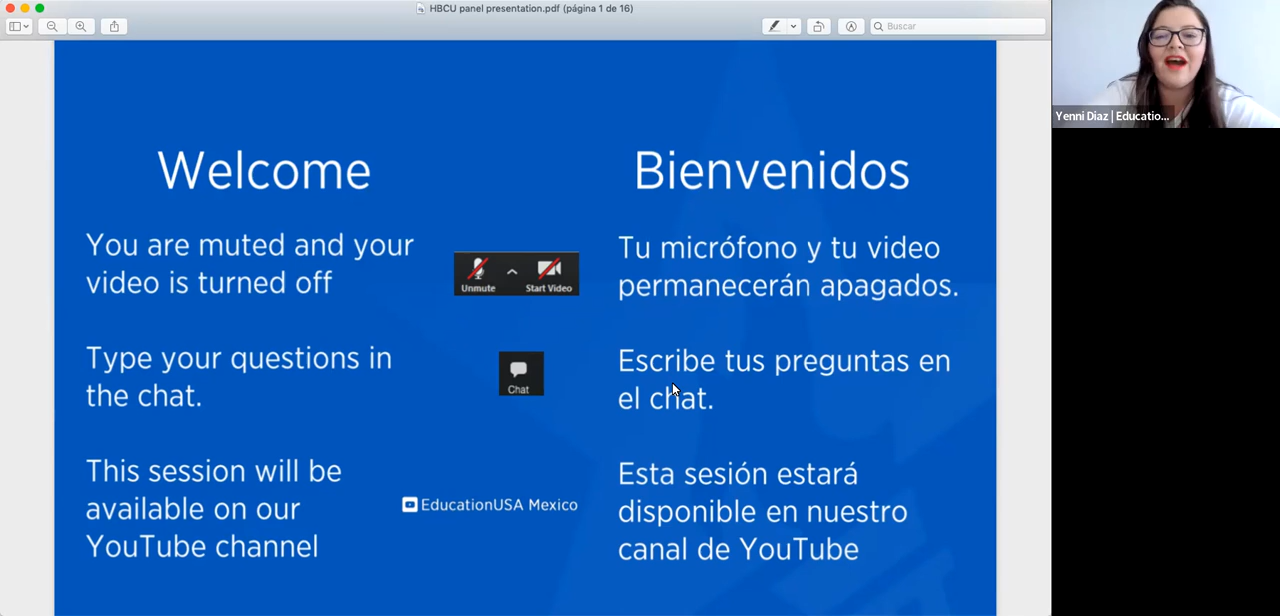 HBCU panel presentation.pdf (página 1 de 16)
Buscar
Yenni Diaz | Educatio...
Welcome
You are muted and your
video is turned off
Type your questions in
the chat.
This session will be
available on our
YouTube channel
Unmute
Start Video
Chat
EducationUSA Mexico
Bienvenidos
Tu micrófono y tu video
permanecerán apagados.
Escribe tus preguntas en
el chat.
Esta sesión estará
disponible en nuestro
canal de YouTube